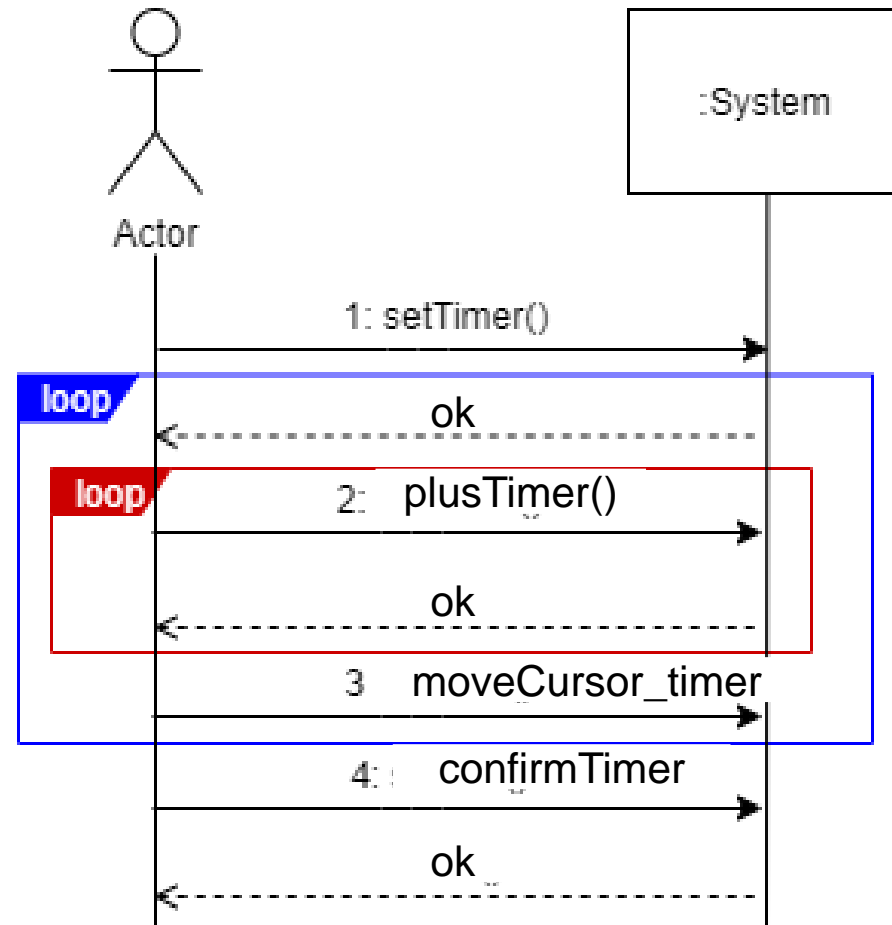 :System
Actor
1: setTimer()
loop
ok
loop
2: plusTimer()
ok
3 moveCursor_timer
4: confirmTimer
ok